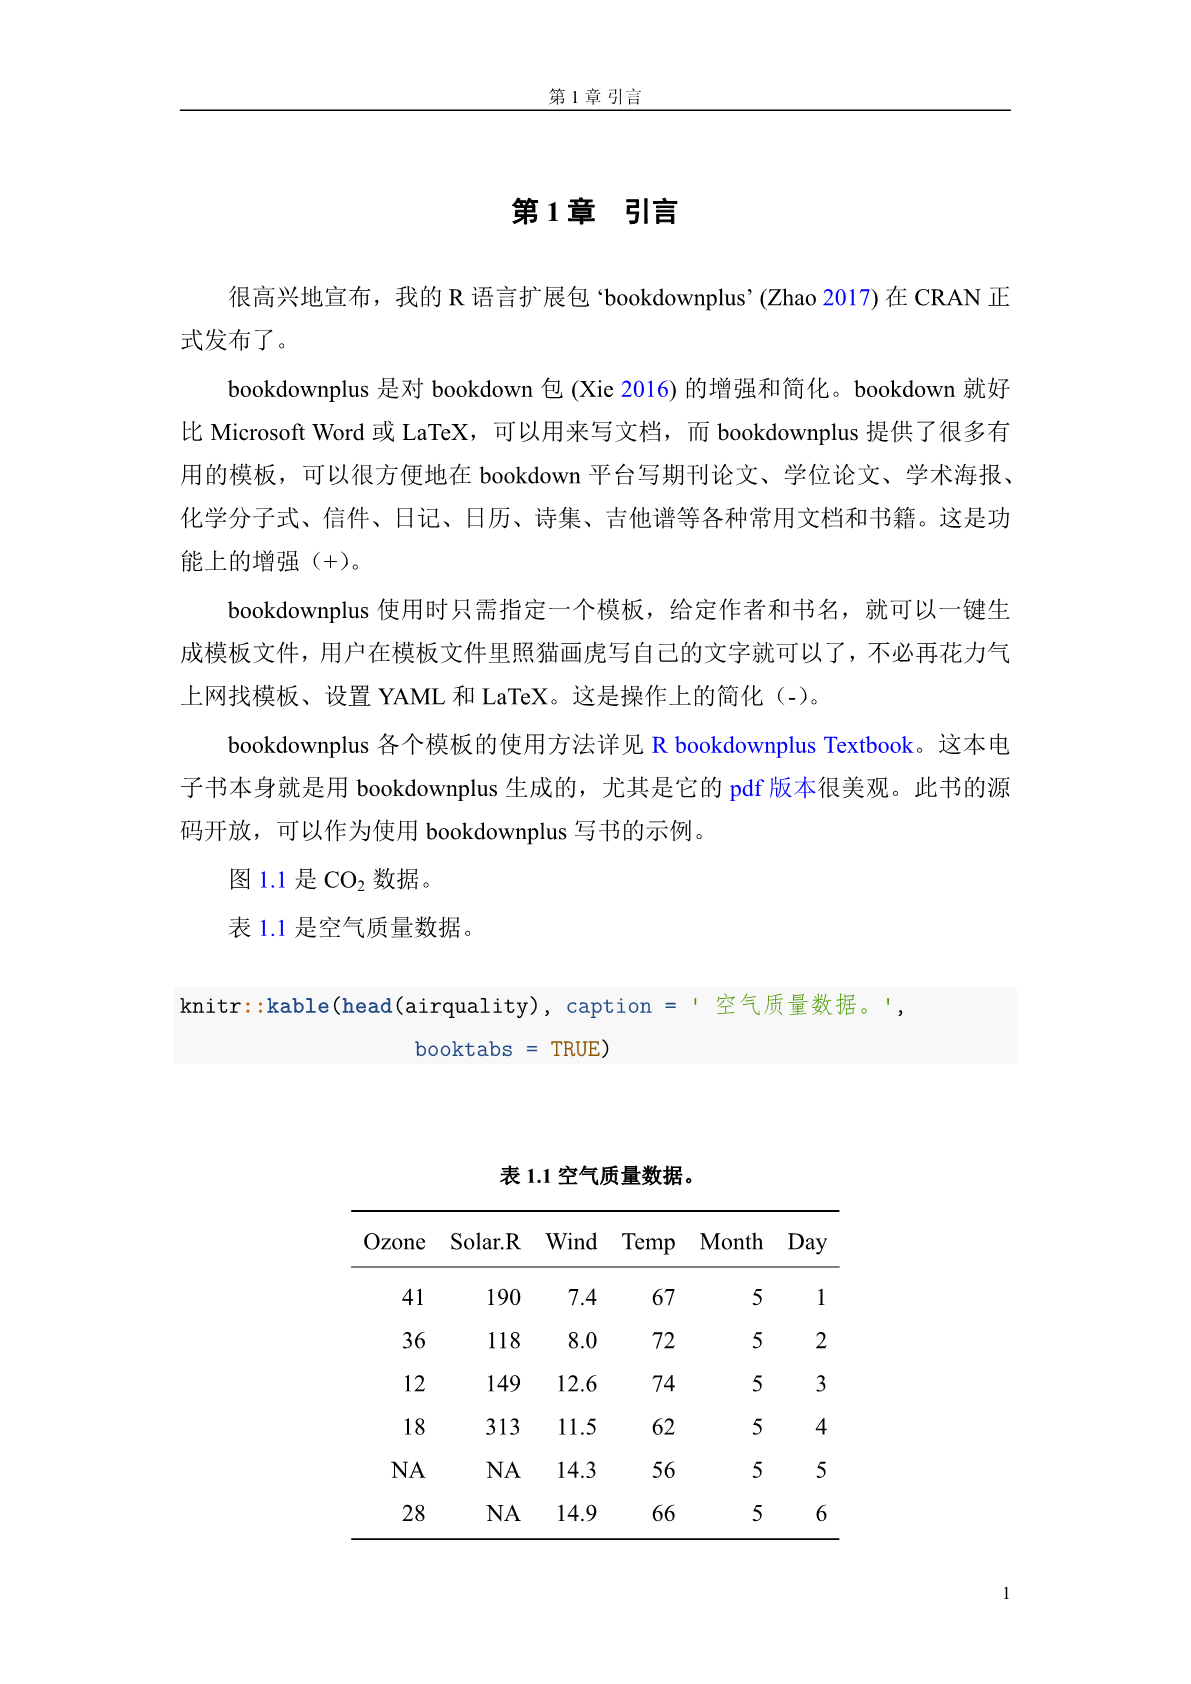 第 1 章 引言
第 1 章　引言
很高兴地宣布，我的 R 语言扩展包 ‘bookdownplus’ (Zhao 2017) 在 CRAN 正
式发布了。
bookdownplus 是对 bookdown 包 (Xie 2016) 的增强和简化。bookdown 就好
比 Microsoft Word 或 LaTeX，可以用来写文档，而 bookdownplus 提供了很多有
用的模板，可以很方便地在 bookdown 平台写期刊论文、学位论文、学术海报、
化学分子式、信件、日记、日历、诗集、吉他谱等各种常用文档和书籍。这是功
能上的增强（+）。
bookdownplus 使用时只需指定一个模板，给定作者和书名，就可以一键生
成模板文件，用户在模板文件里照猫画虎写自己的文字就可以了，不必再花力气
上网找模板、设置 YAML 和 LaTeX。这是操作上的简化（-）。
bookdownplus 各个模板的使用方法详见 R bookdownplus Textbook。这本电
子书本身就是用 bookdownplus 生成的，尤其是它的 pdf 版本很美观。此书的源
码开放，可以作为使用 bookdownplus 写书的示例。
图 1.1 是 CO₂ 数据。
表 1.1 是空气质量数据。
knitr::kable(head(airquality), caption = ' 空气质量数据。',
booktabs = TRUE)
表 1.1 空气质量数据。
Ozone Solar.R Wind Temp Month Day
41 190 7.4 67 5 1
36 118 8.0 72 5 2
12 149 12.6 74 5 3
18 313 11.5 62 5 4
NA NA 14.3 56 5 5
28 NA 14.9 66 5 6
1